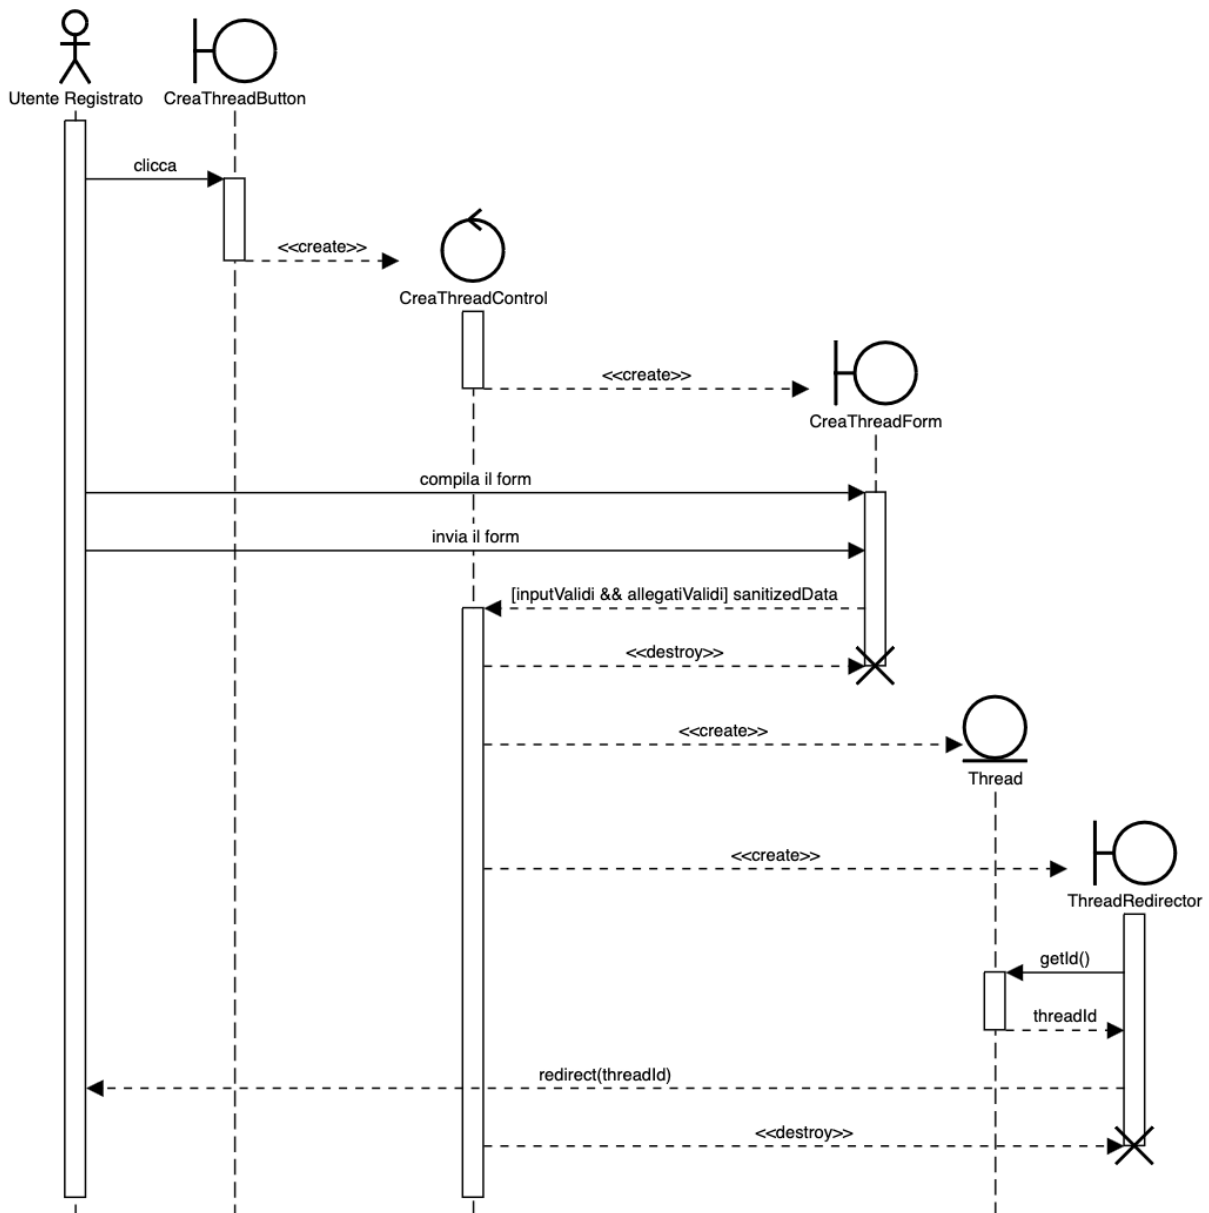 Utente Registrato
CreaThreadButton
clicca
<<create>>
CreaThreadControl
<<create>>
CreaThreadForm
compila il form
invia il form
[inputValidi && allegatiValidi] sanitizedData
<<destroy>>
<<create>>
Thread
<<create>>
ThreadRedirector
getId()
threadId
redirect(threadId)
<<destroy>>